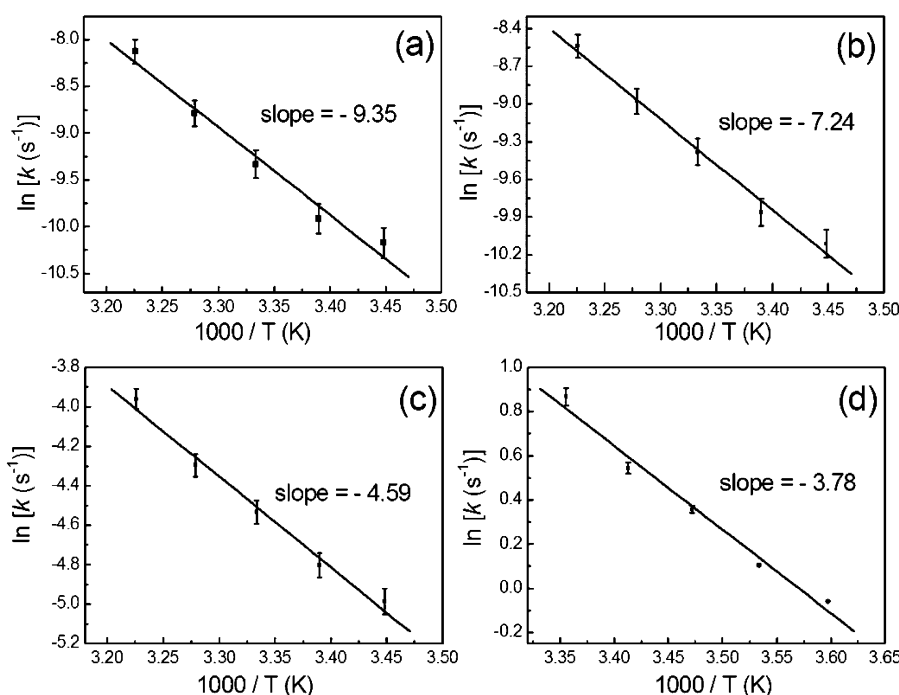 (a)
ln [k (s⁻¹)]
-8.0
-8.5
-9.0
-9.5
-10.0
-10.5
slope = - 9.35
3.20 3.25 3.30 3.35 3.40 3.45 3.50
1000 / T (K)
(b)
ln [k (s⁻¹)]
-8.4
-8.7
-9.0
-9.3
-9.6
-9.9
-10.2
-10.5
slope = - 7.24
3.20 3.25 3.30 3.35 3.40 3.45 3.50
1000 / T (K)
(c)
ln [k (s⁻¹)]
-3.8
-4.0
-4.2
-4.4
-4.6
-4.8
-5.0
-5.2
slope = - 4.59
3.20 3.25 3.30 3.35 3.40 3.45 3.50
1000 / T (K)
(d)
ln [k (s⁻¹)]
1.0
0.8
0.6
0.4
0.2
0.0
-0.2
slope = - 3.78
3.35 3.40 3.45 3.50 3.55 3.60 3.65
1000 / T (K)